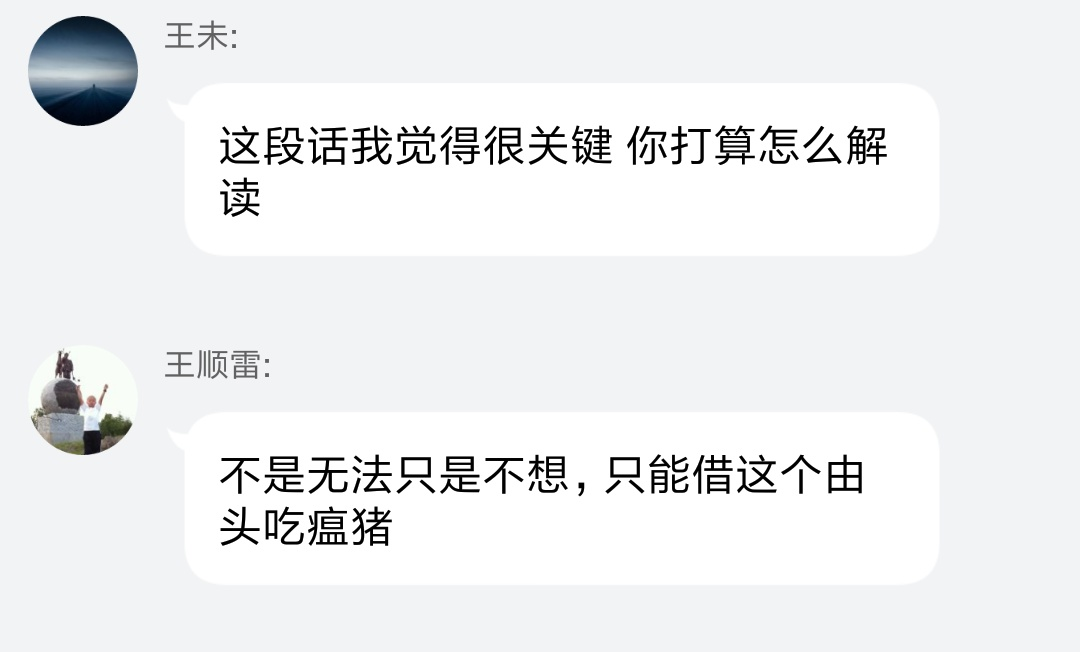 王未:
这段话我觉得很关键 你打算怎么解
读
王顺雷:
不是无法只是不想，只能借这个由
头吃瘟猪